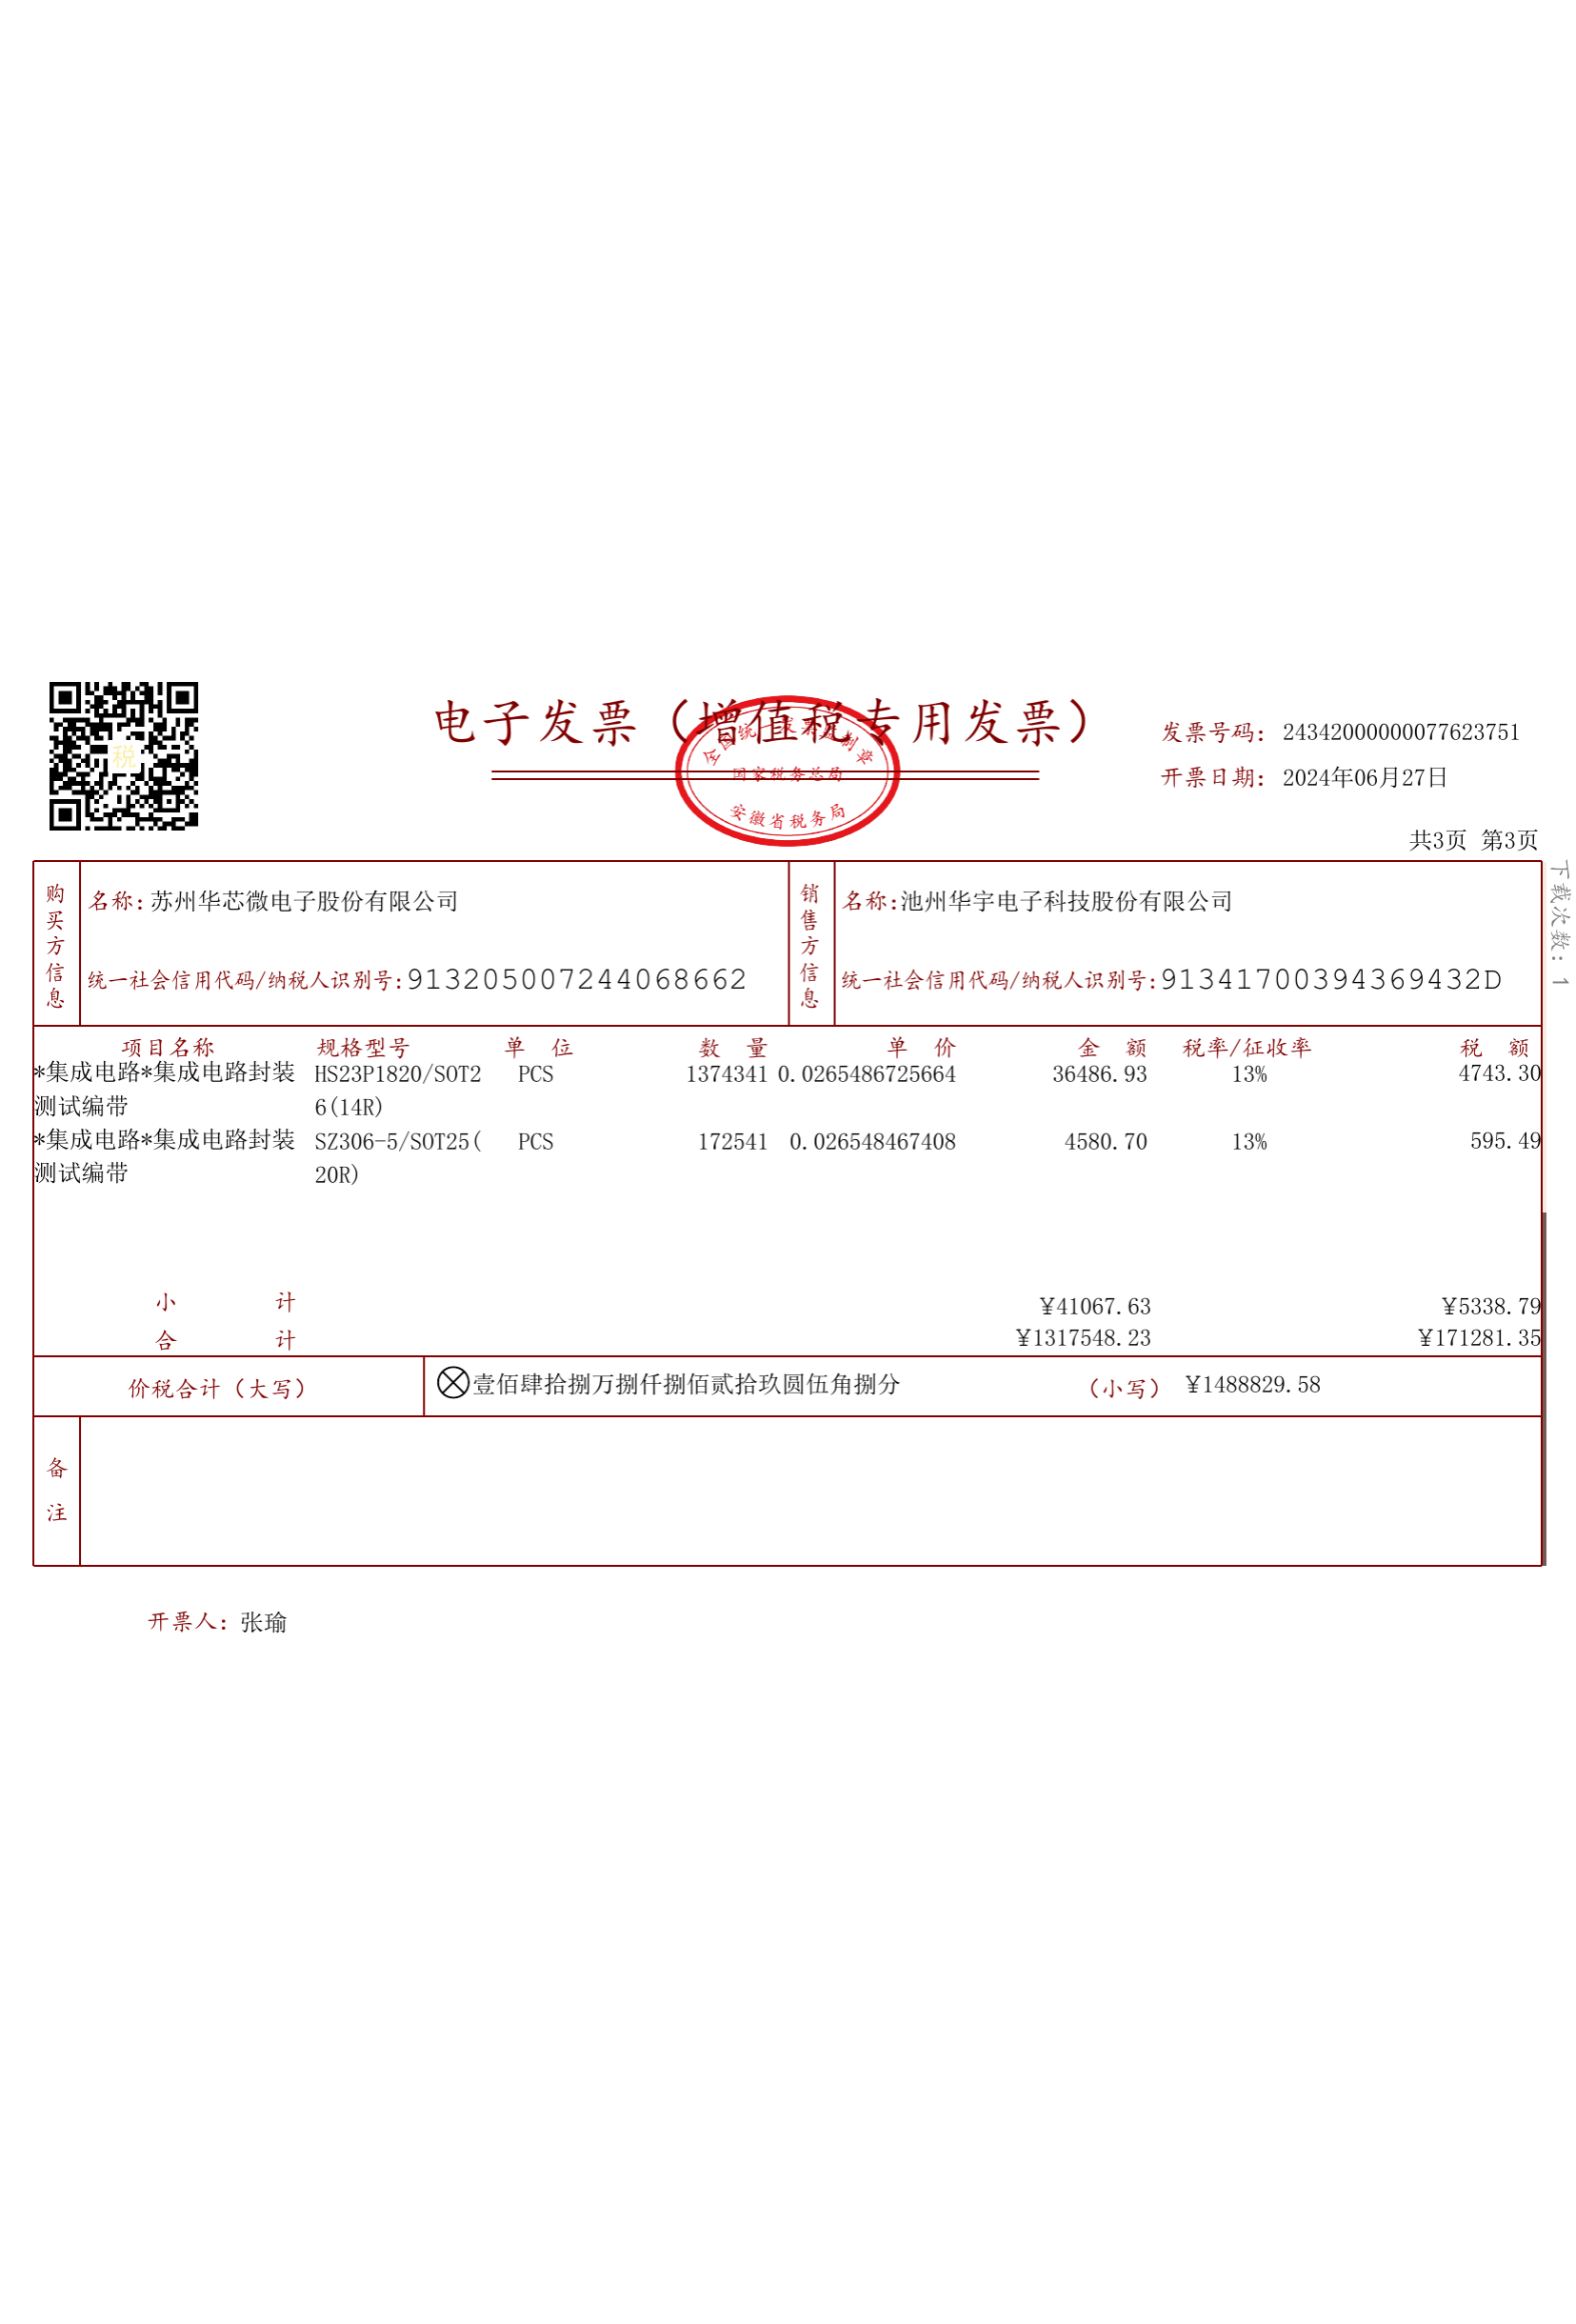 电子发票（增值税专用发票）
全国统一发票监制章
国家税务总局
安徽省税务局
税
发票号码： 24342000000077623751
开票日期： 2024年06月27日
共3页 第3页
下载次数：1
购买方信息
名称：苏州华芯微电子股份有限公司
统一社会信用代码/纳税人识别号：913205007244068662
销售方信息
名称：池州华宇电子科技股份有限公司
统一社会信用代码/纳税人识别号：91341700394369432D
项目名称 规格型号 单 位 数 量 单 价 金 额 税率/征收率 税 额
*集成电路*集成电路封装 HS23P1820/SOT2 PCS 1374341 0.0265486725664 36486.93 13% 4743.30
测试编带 6(14R)
*集成电路*集成电路封装 SZ306-5/SOT25( PCS 172541 0.026548467408 4580.70 13% 595.49
测试编带 20R)
小 计 ¥41067.63 ¥5338.79
合 计 ¥1317548.23 ¥171281.35
价税合计（大写） 壹佰肆拾捌万捌仟捌佰贰拾玖圆伍角捌分 （小写） ¥1488829.58
备注
开票人： 张瑜